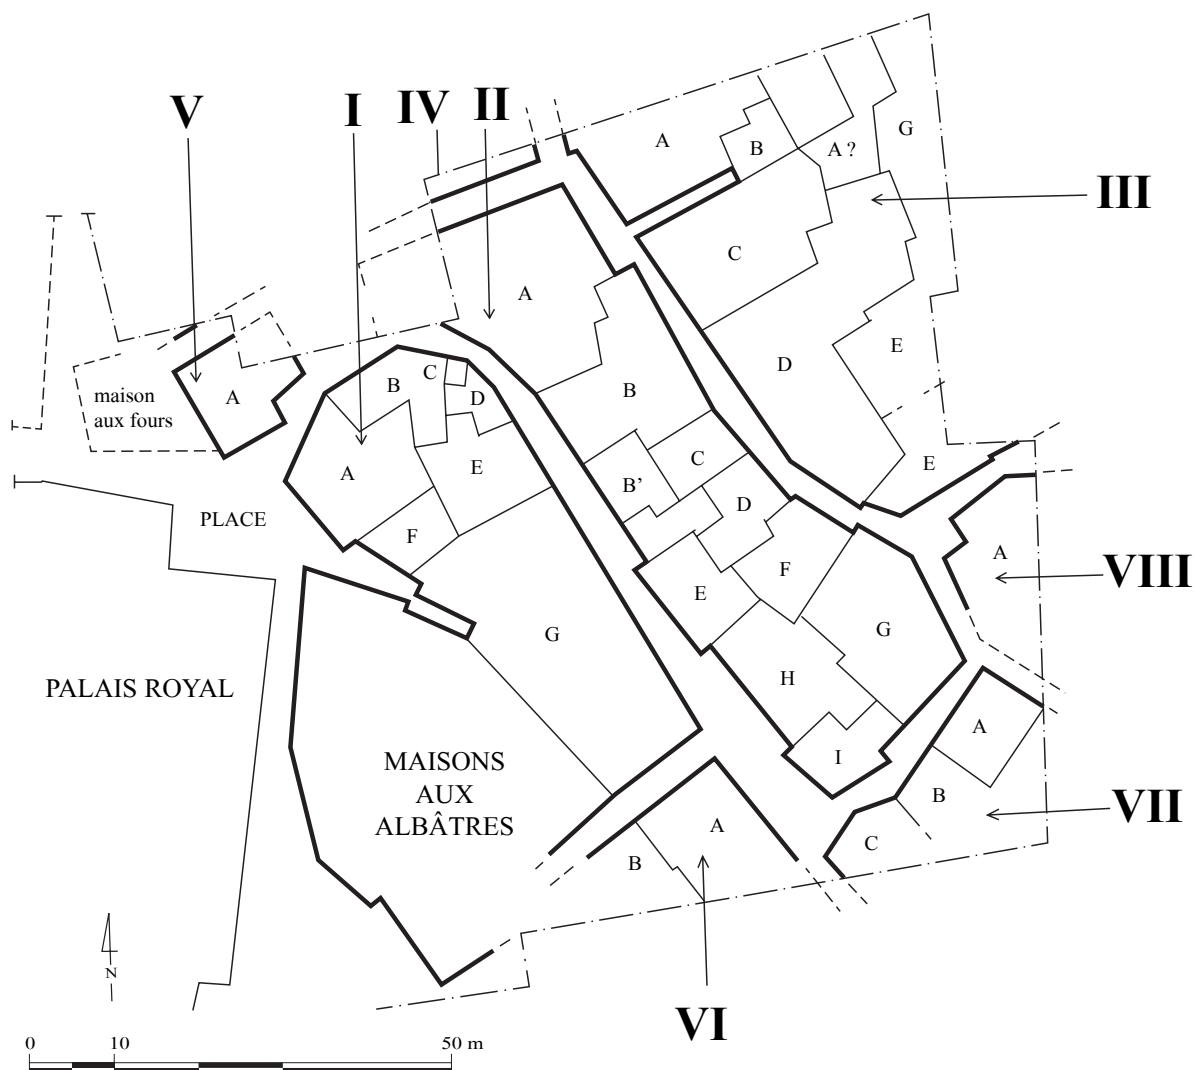 V
I
IV
II
III
A
B
A ?
G
C
D
E
E
A
B
C
B’
D
E
F
G
H
I
maison
aux fours
A
B
C
D
A
E
F
G
PLACE
PALAIS ROYAL
MAISONS
AUX
ALBÂTRES
A
VIII
A
B
C
VII
A
B
VI
N
0 10 50 m